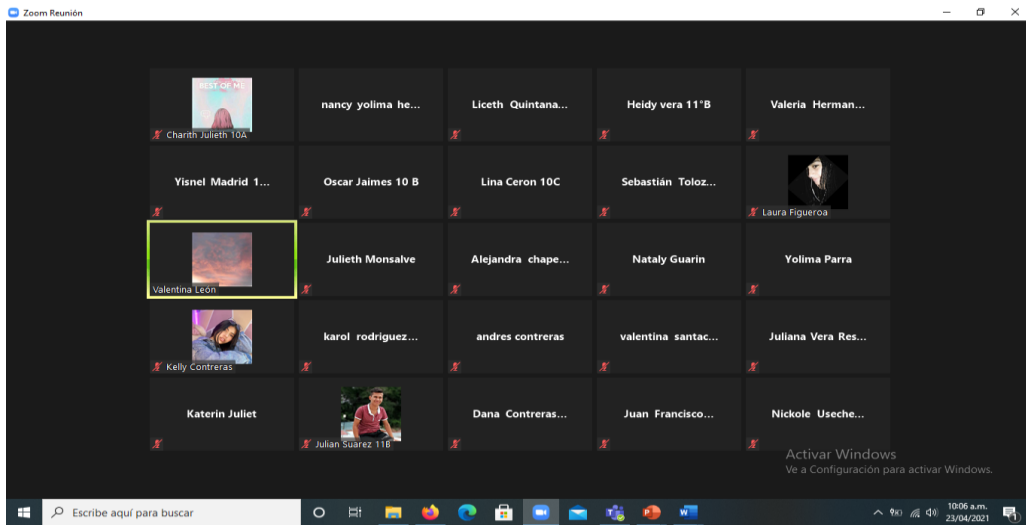 Zoom Reunión
BEST OF ME
Charith Julieth 10A
nancy yolima he...
Liceth Quintana...
Heidy vera 11°B
Valeria Herman...
Yisnel Madrid 1...
Oscar Jaimes 10 B
Lina Ceron 10C
Sebastián Toloz...
Laura Figueroa
Valentina León
Julieth Monsalve
Alejandra chape...
Nataly Guarin
Yolima Parra
Kelly Contreras
karol rodriguez...
andres contreras
valentina santac...
Juliana Vera Res...
Katerin Juliet
Julian Suarez 11B
Dana Contreras...
Juan Francisco...
Nickole Useche...
Activar Windows
Ve a Configuración para activar Windows.
Escribe aquí para buscar
10:06 a.m.
23/04/2021